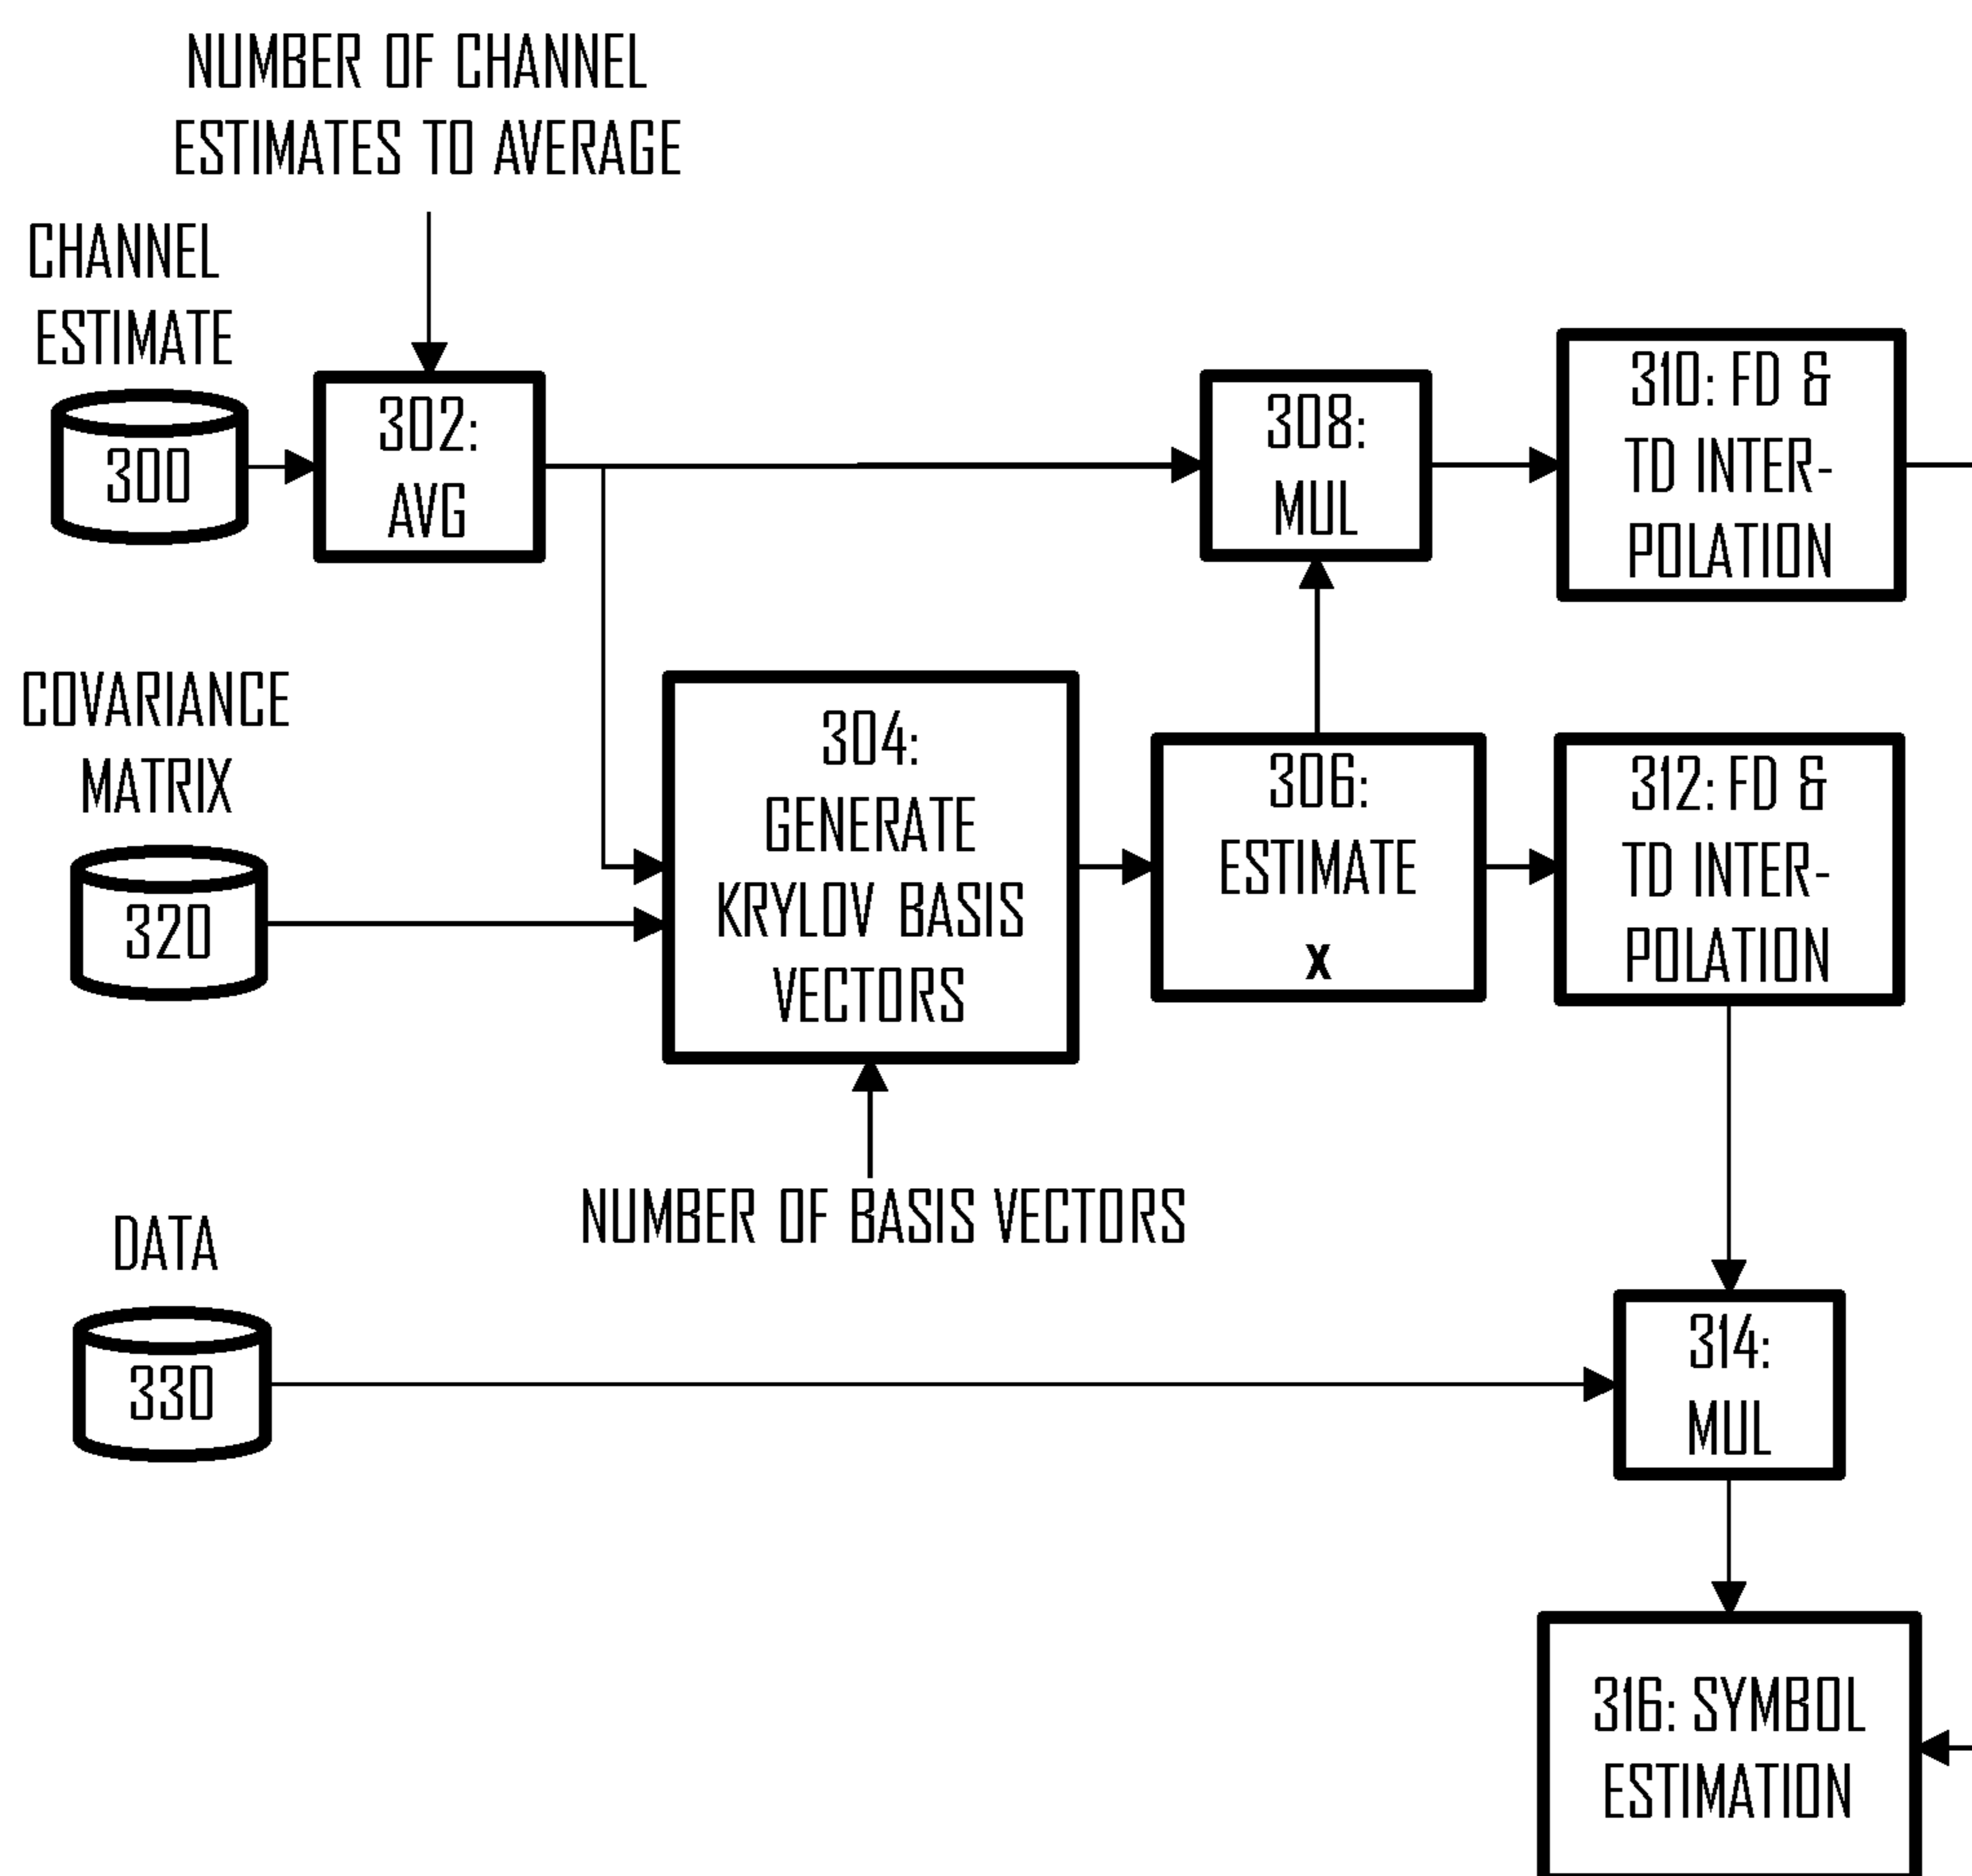 NUMBER OF CHANNEL
ESTIMATES TO AVERAGE
CHANNEL
ESTIMATE
300
302:
AVG
308:
MUL
310: FD &
TD INTER-
POLATION
COVARIANCE
MATRIX
320
304:
GENERATE
KRYLOV BASIS
VECTORS
306:
ESTIMATE
x
312: FD &
TD INTER-
POLATION
NUMBER OF BASIS VECTORS
DATA
330
314:
MUL
316: SYMBOL
ESTIMATION